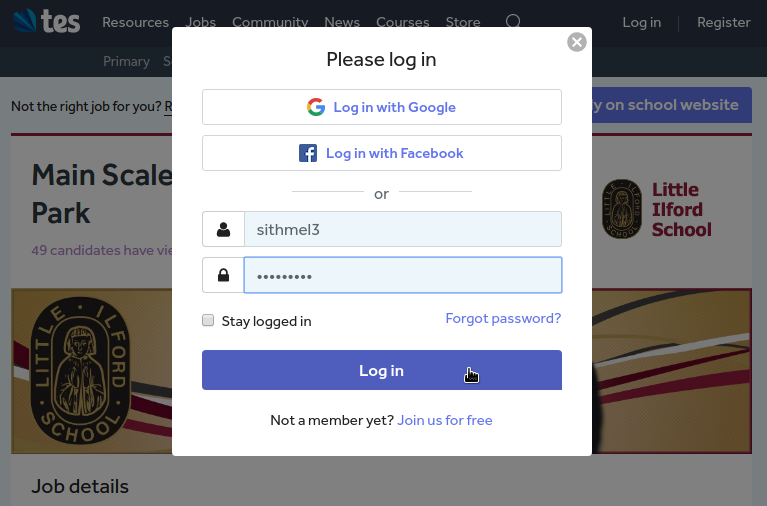 tes
Resources Jobs Community News Courses Store
Log in Register
Primary
Not the right job for you?
y on school website
Main Scale
Park
49 candidates have
Little
Ilford
School
LITTLE ILFORD
SCHOOL
Please log in
Log in with Google
Log in with Facebook
or
sithmel3
•••••••••
Stay logged in
Forgot password?
Log in
Not a member yet? Join us for free
Job details